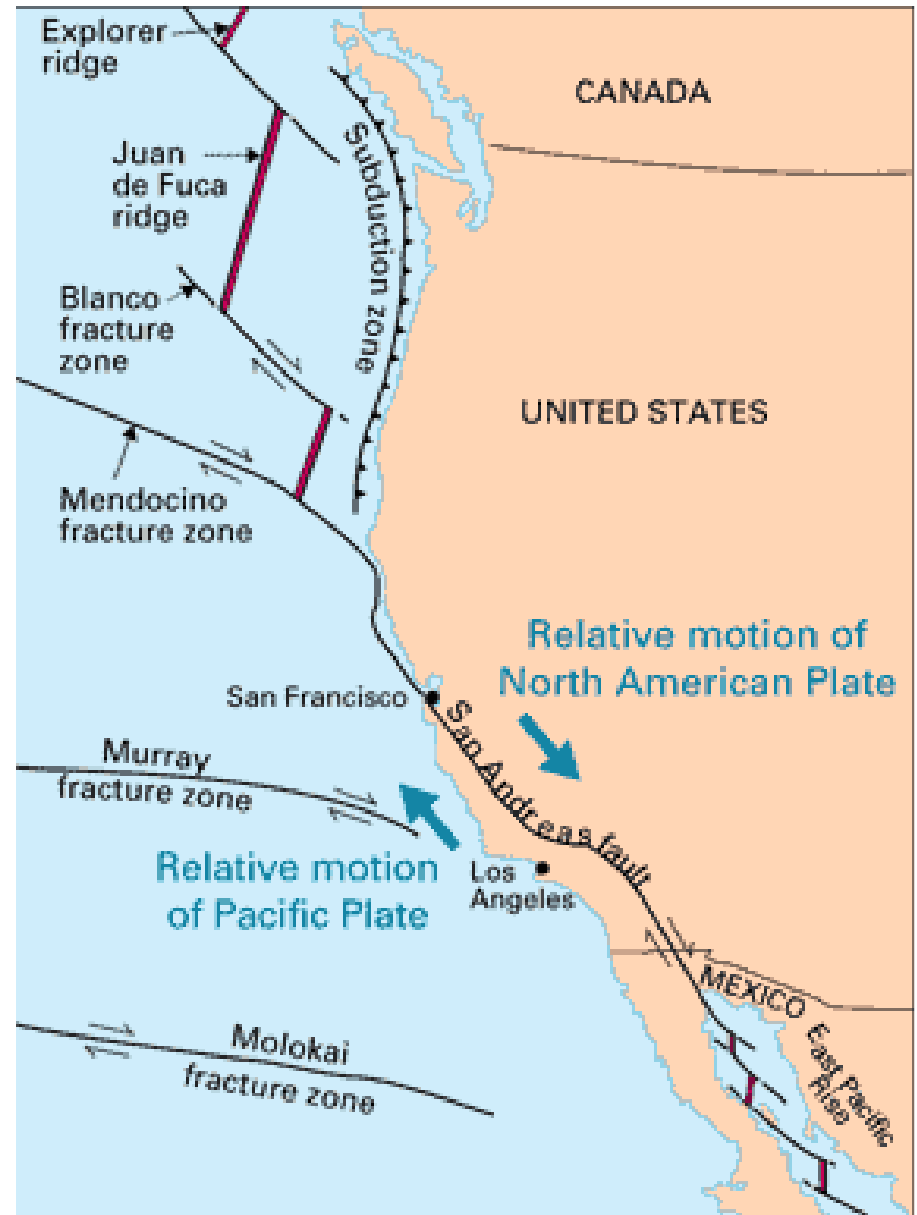 Explorer
ridge
CANADA
Juan
de Fuca
ridge
Subduction zone
Blanco
fracture
zone
UNITED STATES
Mendocino
fracture zone
Relative motion of
North American Plate
San Francisco
San Andreas fault
Murray
fracture zone
Relative motion
of Pacific Plate
Los
Angeles
MEXICO
East Pacific
Rise
Molokai
fracture zone